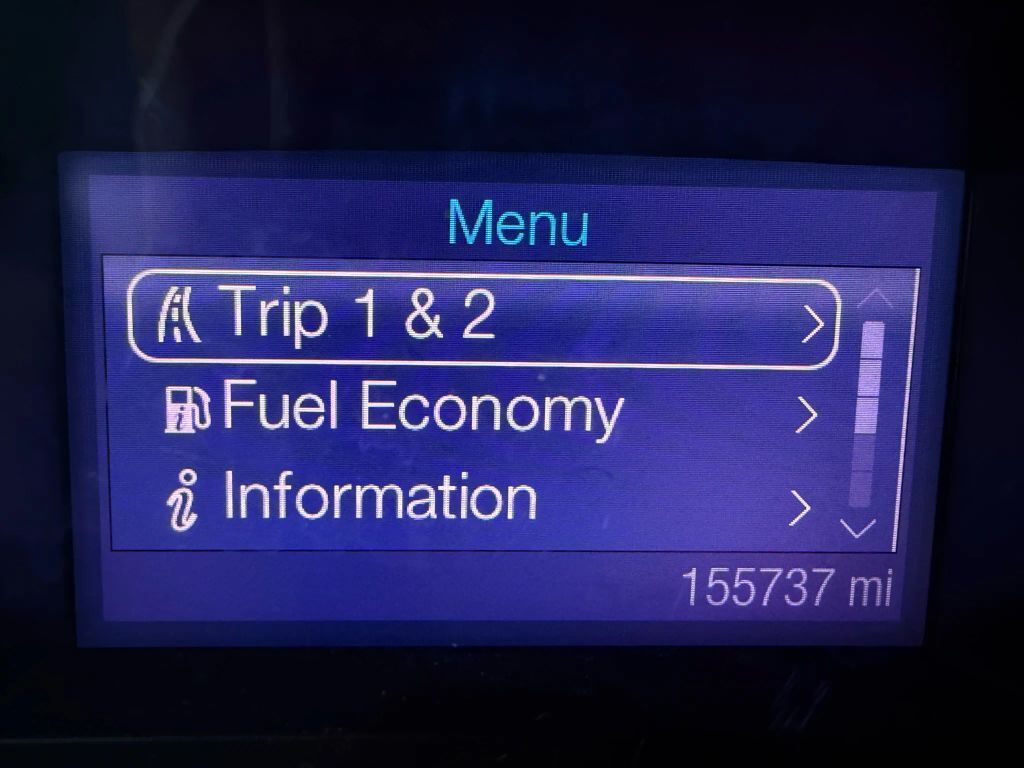 Menu
Trip 1 & 2
Fuel Economy
Information
155737 mi